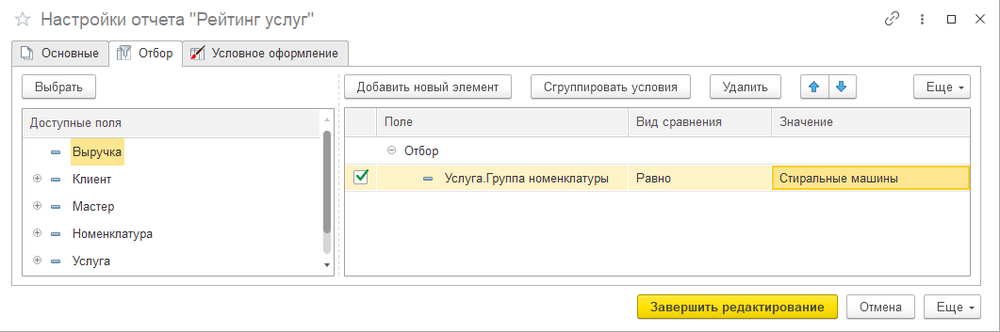 Настройки отчета "Рейтинг услуг"
Основные Отбор Условное оформление
Выбрать Добавить новый элемент Сгруппировать условия Удалить Еще
Доступные поля
Выручка
Клиент
Мастер
Номенклатура
Услуга
Поле Вид сравнения Значение
Отбор
Услуга.Группа номенклатуры Равно Стиральные машины
Завершить редактирование Отмена Еще